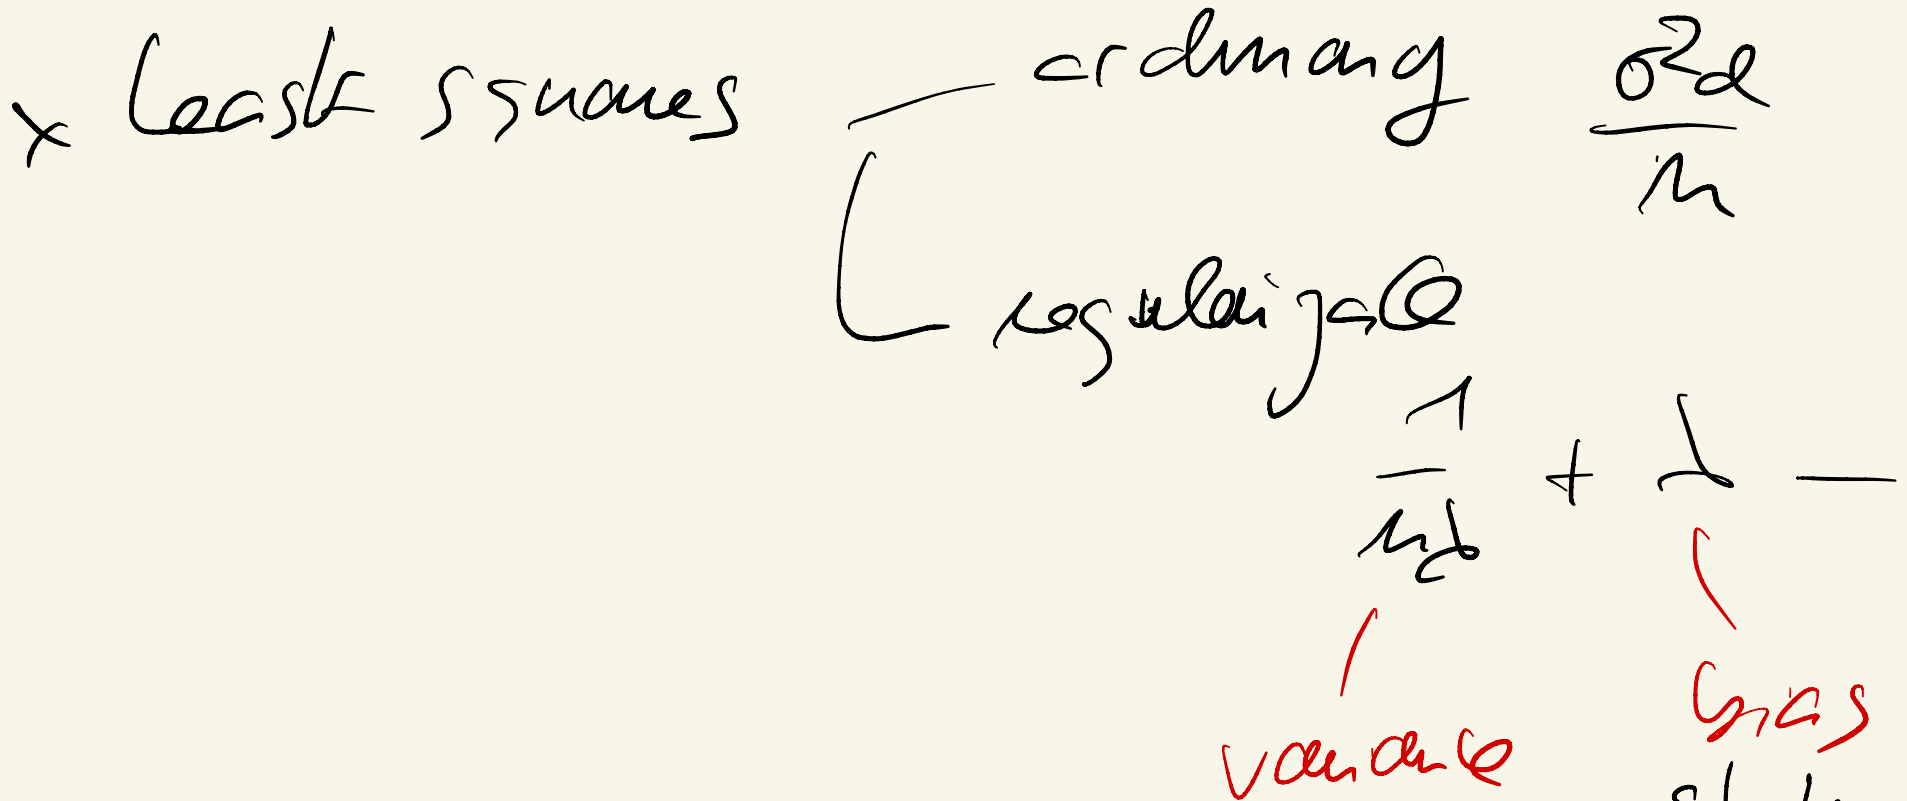 x Least squares — ordinary σ²d/n
regularized
1/(nλ) + λ —
variance bias